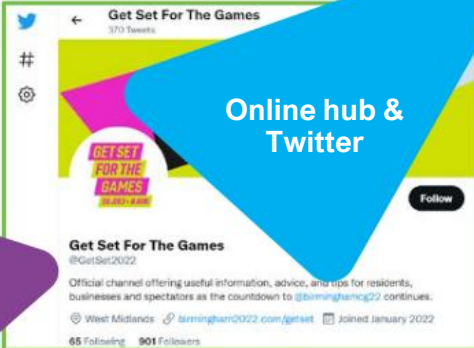 Get Set For The Games
370 Tweets
#
Online hub &
Twitter
GET SET
FOR THE
GAMES
Follow
Get Set For The Games
@GetSet2022
Official channel offering useful information, advice, and tips for residents,
businesses and spectators as the countdown to @birminghamcg22 continues.
West Midlands birmingham2022.com/getset Joined January 2022
65 Following 901 Followers